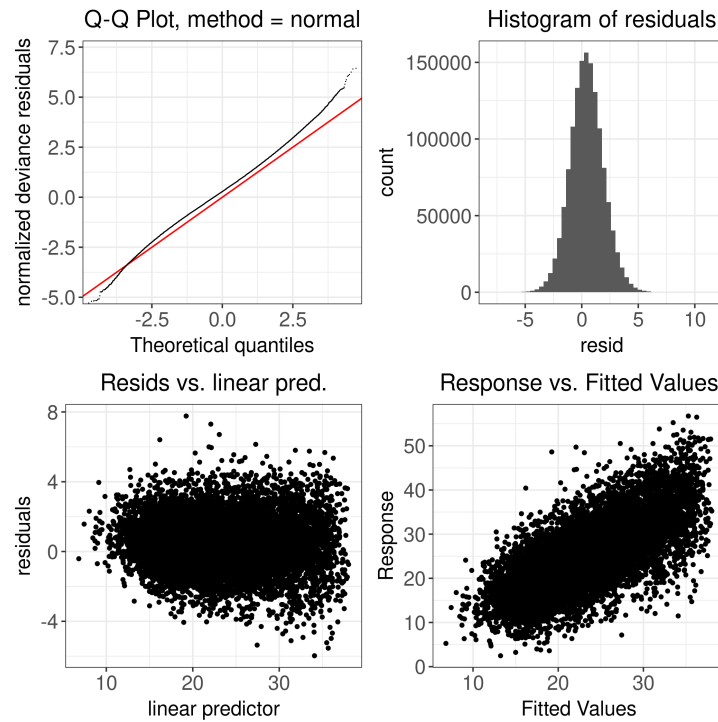 Q-Q Plot, method = normal
normalized deviance residuals
7.5
5.0
2.5
0.0
-2.5
-5.0
-2.5 0.0 2.5
Theoretical quantiles
Histogram of residuals
count
150000
100000
50000
0
-5 0 5 10
resid
Resids vs. linear pred.
residuals
8
4
0
-4
10 20 30
linear predictor
Response vs. Fitted Values
Response
50
40
30
20
10
0
10 20 30
Fitted Values